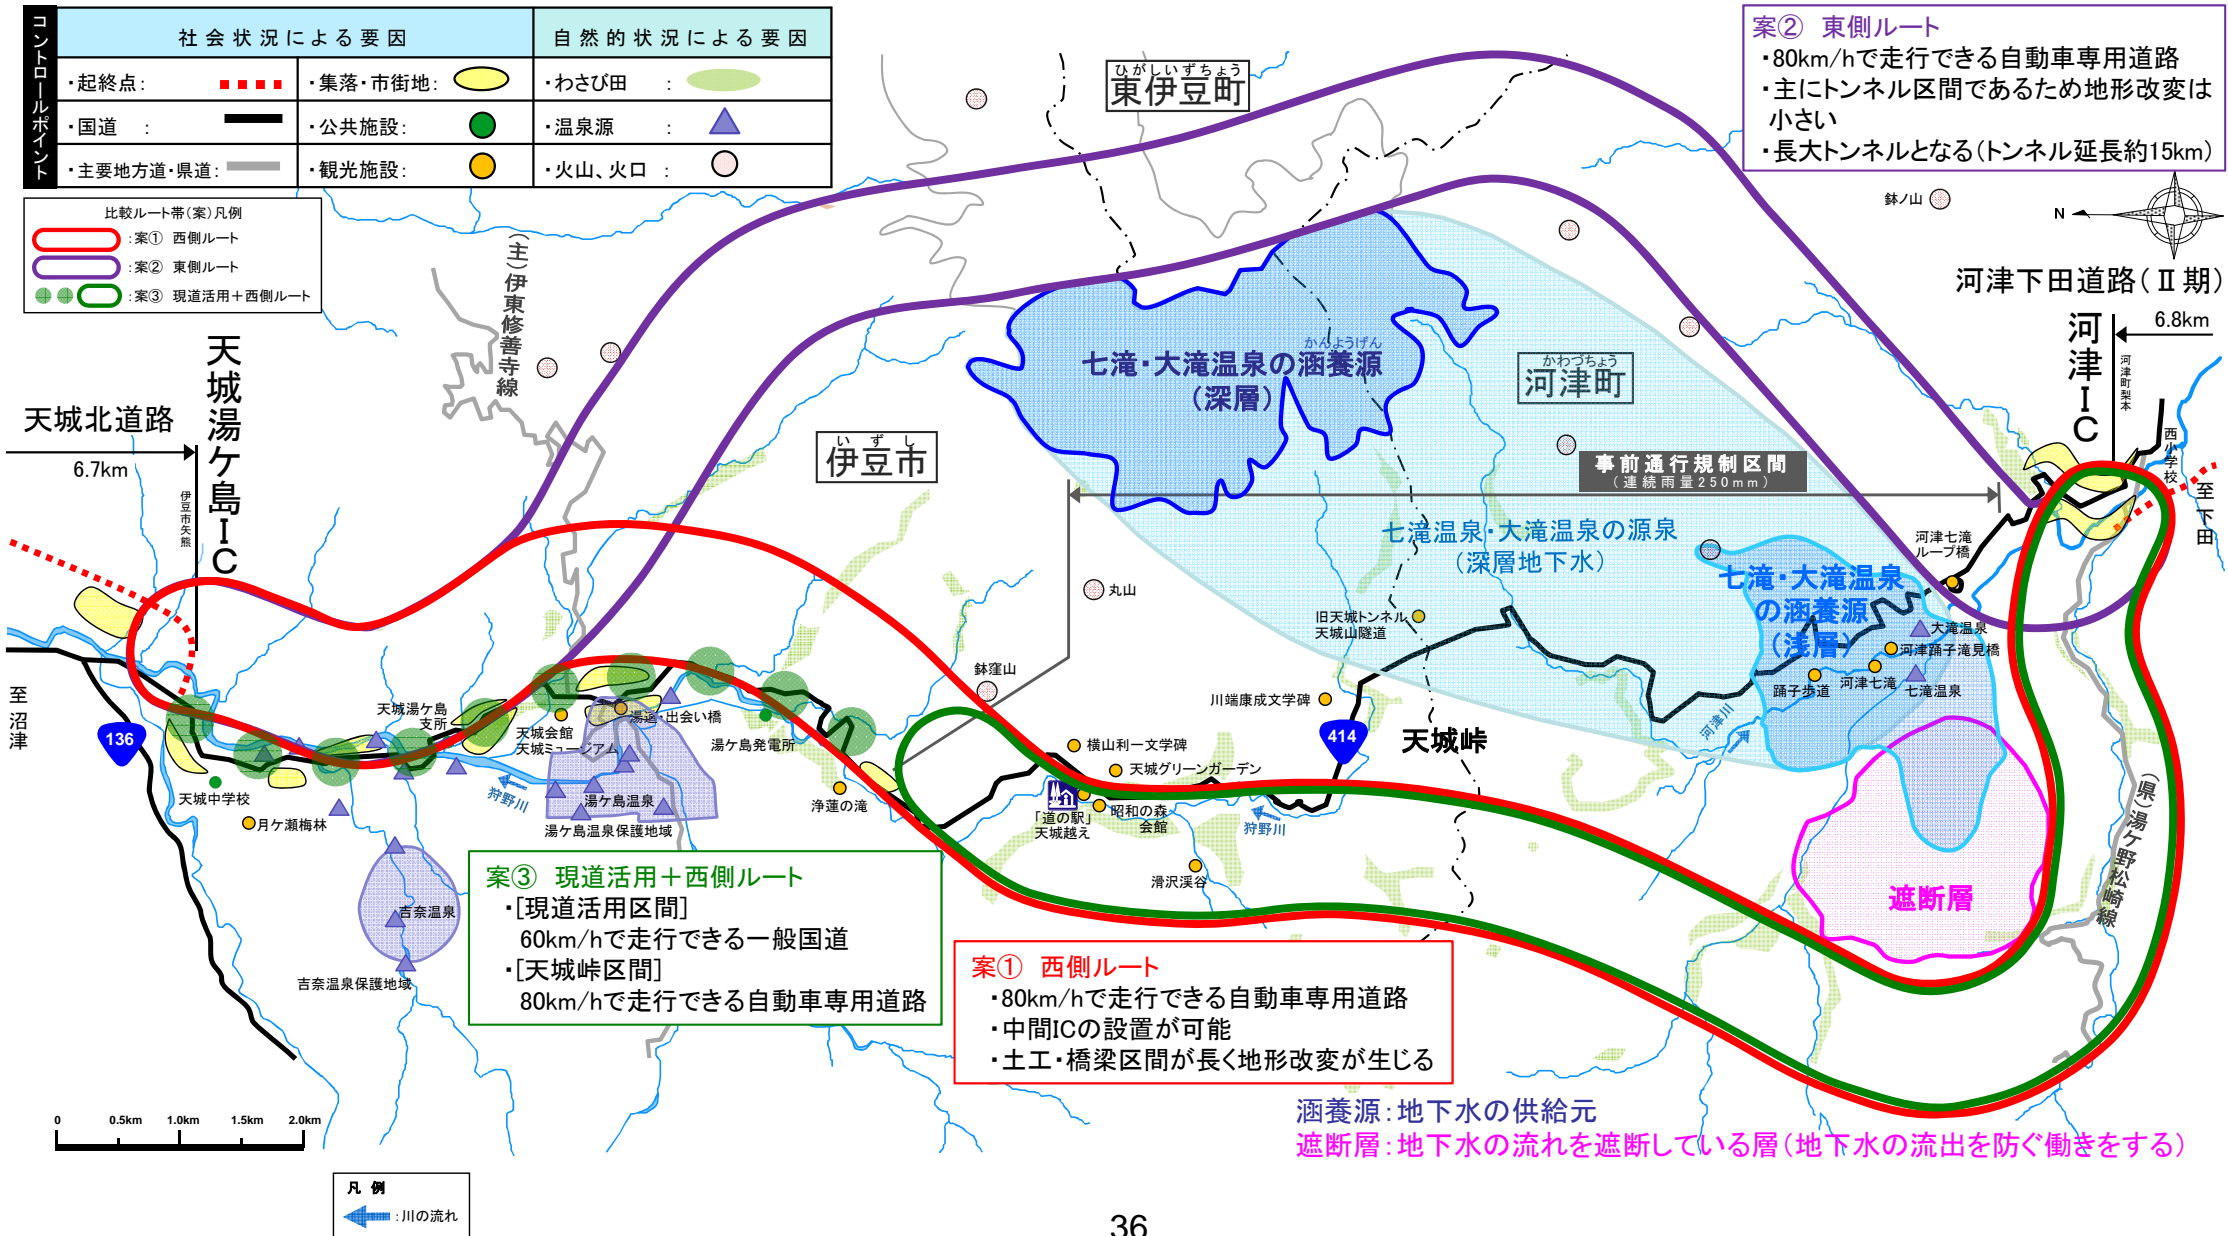 コントロールポイント
社会状況による要因
自然的状況による要因
・起終点：
・集落・市街地：
・わさび田　：
・国道　：
・公共施設：
・温泉源　：
・主要地方道・県道：
・観光施設：
・火山、火口　：
比較ルート帯（案）凡例
：案①　西側ルート
：案②　東側ルート
：案③　現道活用＋西側ルート
案②　東側ルート
・80km/hで走行できる自動車専用道路
・主にトンネル区間であるため地形改変は
小さい
・長大トンネルとなる（トンネル延長約15km）
ひがしいずちょう
東伊豆町
鉢ノ山
N
河津下田道路（Ⅱ期）
6.8km
河津IC
河津町梨本
西小学校
至下田
（主）伊東修善寺線
天城北道路
6.7km
天城湯ケ島IC
伊豆市矢熊
いずし
伊豆市
かんようげん
七滝・大滝温泉の涵養源
（深層）
かわづちょう
河津町
事前通行規制区間
（連続雨量250mm）
七滝温泉・大滝温泉の源泉
（深層地下水）
河津七滝
ループ橋
七滝・大滝温泉
の涵養源
（浅層）
大滝温泉
河津踊子滝見橋
河津七滝
七滝温泉
踊子歩道
河津川
丸山
旧天城トンネル
天城山隧道
鉢窪山
川端康成文学碑
414
天城峠
横山利一文学碑
天城グリーンガーデン
「道の駅」
天城越え
昭和の森
会館
狩野川
滑沢渓谷
至沼津
136
天城湯ケ島
支所
天城会館
天城ミュージアム
湯道・出会い橋
湯ケ島発電所
浄蓮の滝
天城中学校
月ケ瀬梅林
狩野川
湯ケ島温泉
湯ケ島温泉保護地域
吉奈温泉
吉奈温泉保護地域
遮断層
（県）湯ケ野松崎線
案③　現道活用＋西側ルート
・［現道活用区間］
60km/hで走行できる一般国道
・［天城峠区間］
80km/hで走行できる自動車専用道路
案①　西側ルート
・80km/hで走行できる自動車専用道路
・中間ICの設置が可能
・土工・橋梁区間が長く地形改変が生じる
涵養源：地下水の供給元
遮断層：地下水の流れを遮断している層（地下水の流出を防ぐ働きをする）
0 0.5km 1.0km 1.5km 2.0km
凡 例
：川の流れ
36